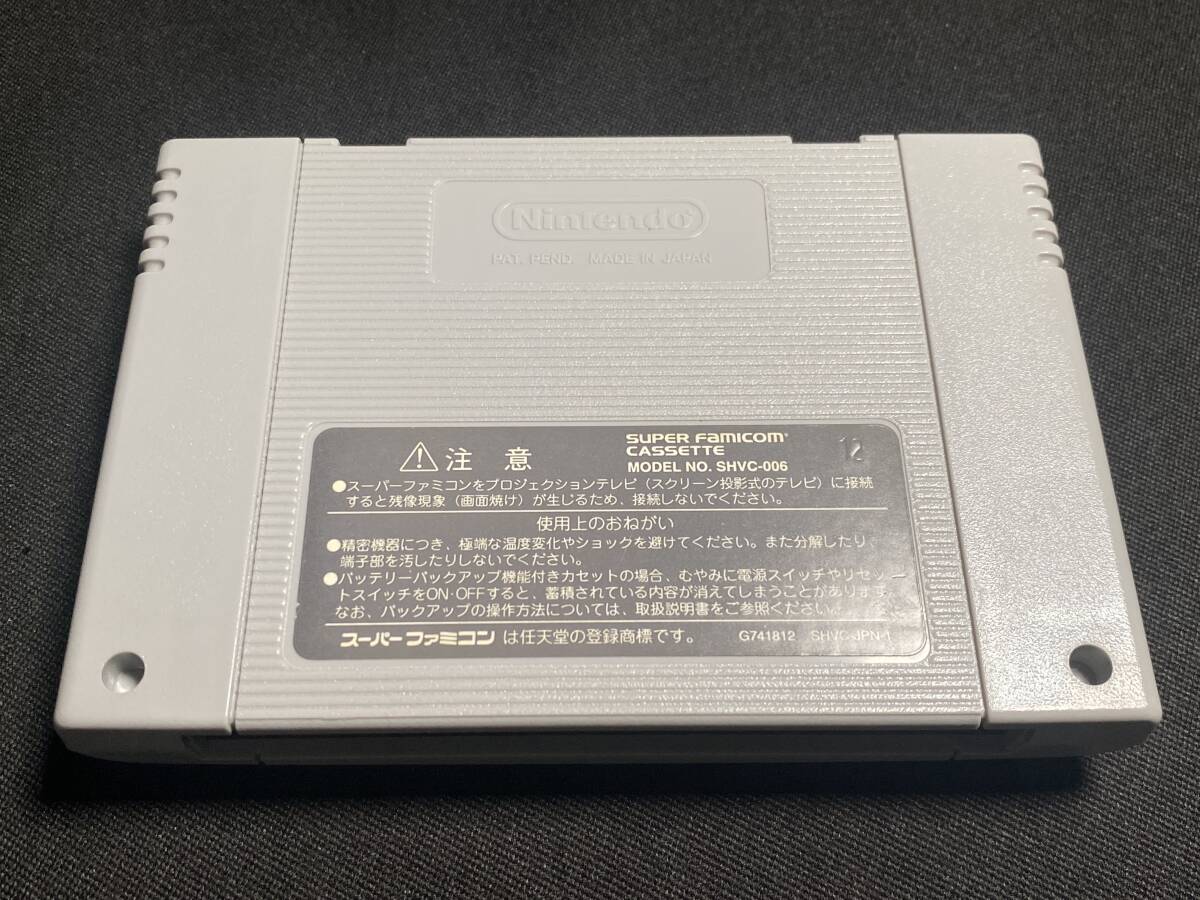 Nintendo®
PAT. PEND. MADE IN JAPAN
注意
SUPER FAMICOM®
CASSETTE
MODEL NO. SHVC-006
12
●スーパーファミコンをプロジェクションテレビ（スクリーン投影式のテレビ）に接続
すると残像現象（画面焼け）が生じるため、接続しないでください。
使用上のおねがい
●精密機器につき、極端な温度変化やショックを避けてください。また分解したり、
端子部を汚したりしないでください。
●バッテリーバックアップ機能付きカセットの場合、むやみに電源スイッチやリセッ
トスイッチをON·OFFすると、蓄積されている内容が消えてしまうことがあります。
なお、バックアップの操作方法については、取扱説明書をご参照ください。
スーパーファミコン は任天堂の登録商標です。
G741812 SHVC-JPN-1